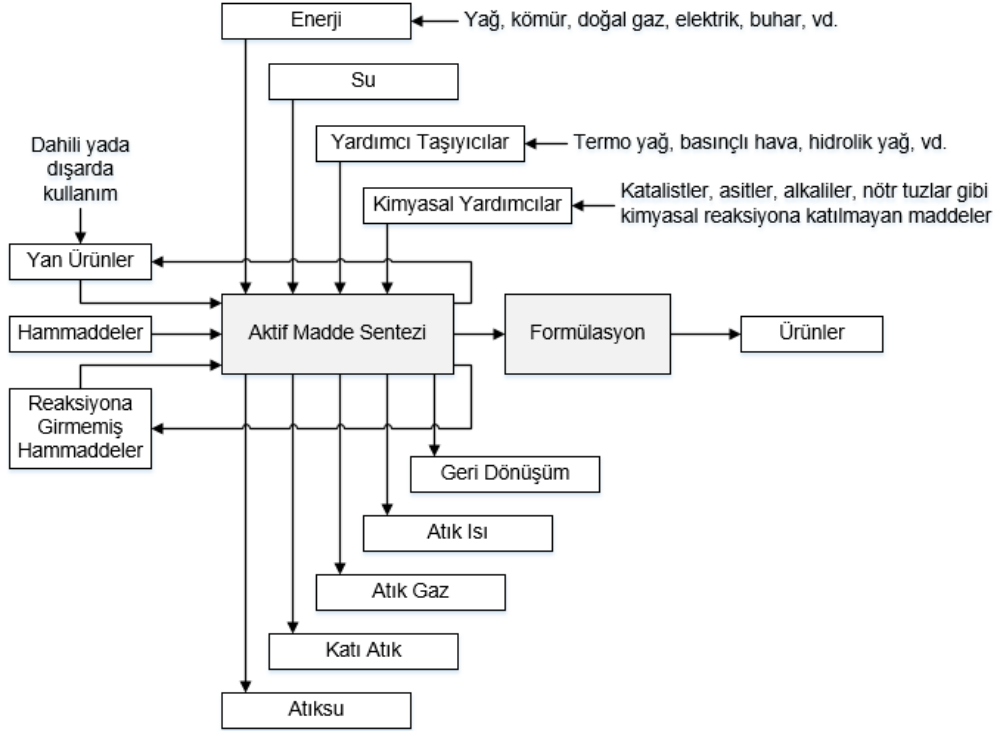 Enerji
Yağ, kömür, doğal gaz, elektrik, buhar, vd.
Su
Yardımcı Taşıyıcılar
Termo yağ, basınçlı hava, hidrolik yağ, vd.
Dahili yada
dışarda
kullanım
Kimyasal Yardımcılar
Katalistler, asitler, alkaliler, nötr tuzlar gibi
kimyasal reaksiyona katılmayan maddeler
Yan Ürünler
Hammaddeler
Aktif Madde Sentezi
Formülasyon
Ürünler
Reaksiyona
Girmemiş
Hammaddeler
Geri Dönüşüm
Atık Isı
Atık Gaz
Katı Atık
Atıksu